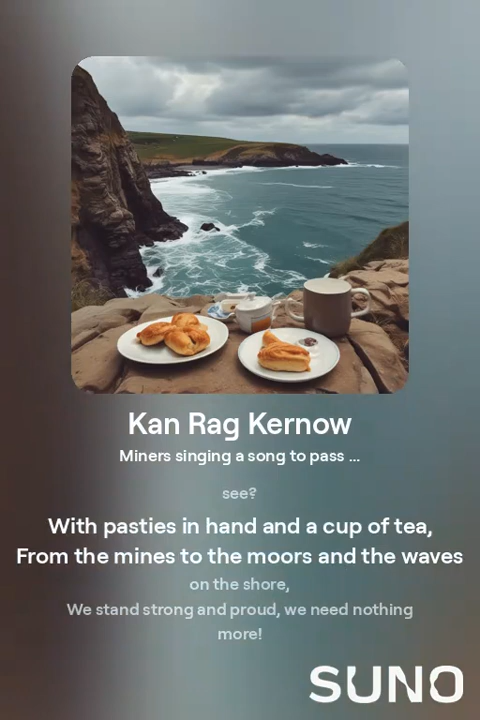 Kan Rag Kernow
Miners singing a song to pass ...
see?
With pasties in hand and a cup of tea,
From the mines to the moors and the waves
on the shore,
We stand strong and proud, we need nothing
more!
SUNO